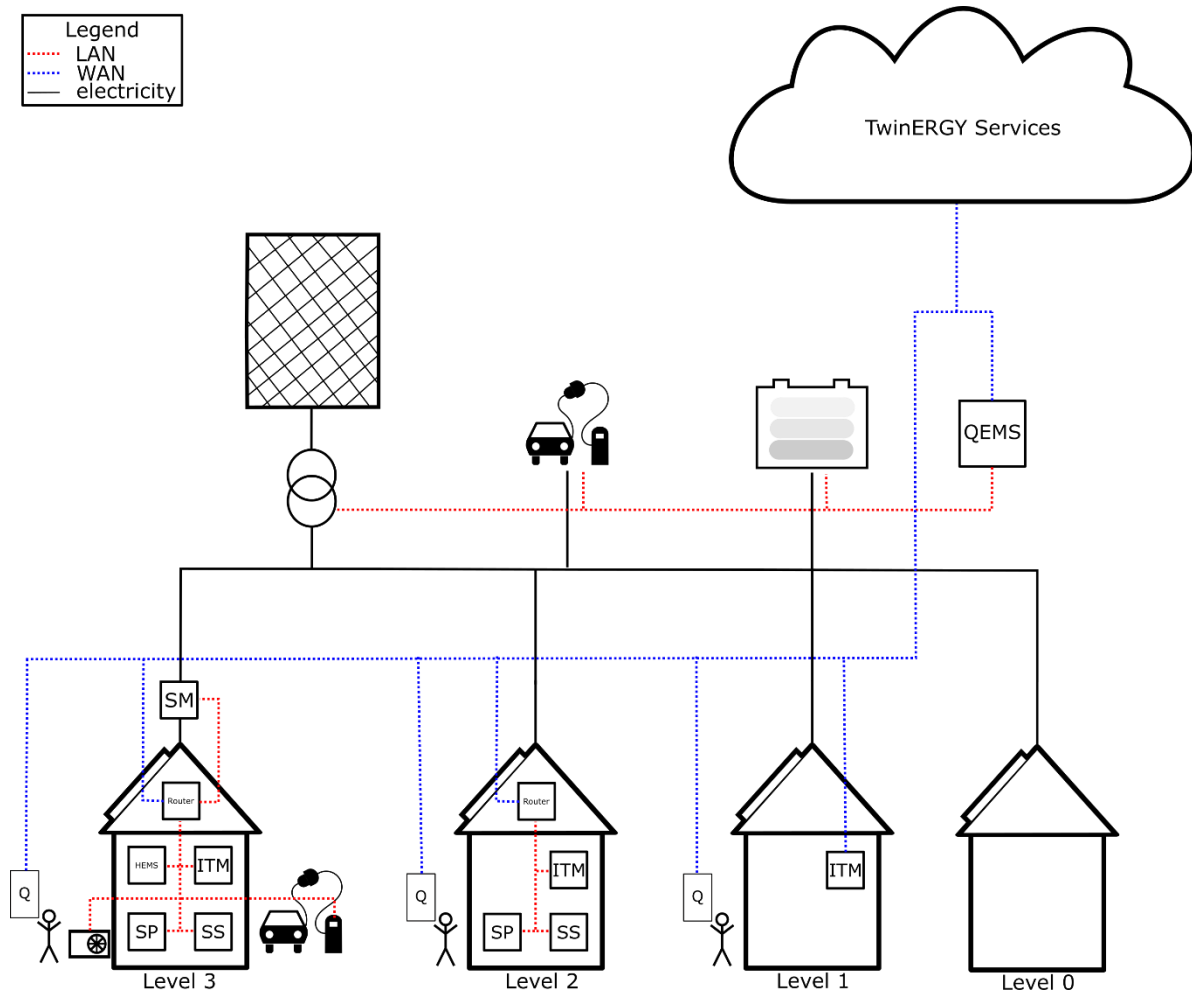 Legend
LAN
WAN
electricity
TwinERGY Services
QEMS
SM
Router
Router
HEMS
ITM
ITM
ITM
Q
Q
Q
SP
SS
SP
SS
Level 3
Level 2
Level 1
Level 0